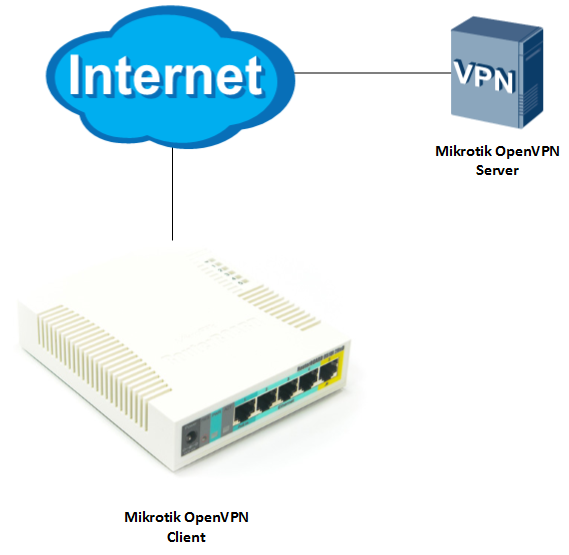 Internet
VPN
Mikrotik OpenVPN
Server
Mikrotik OpenVPN
Client